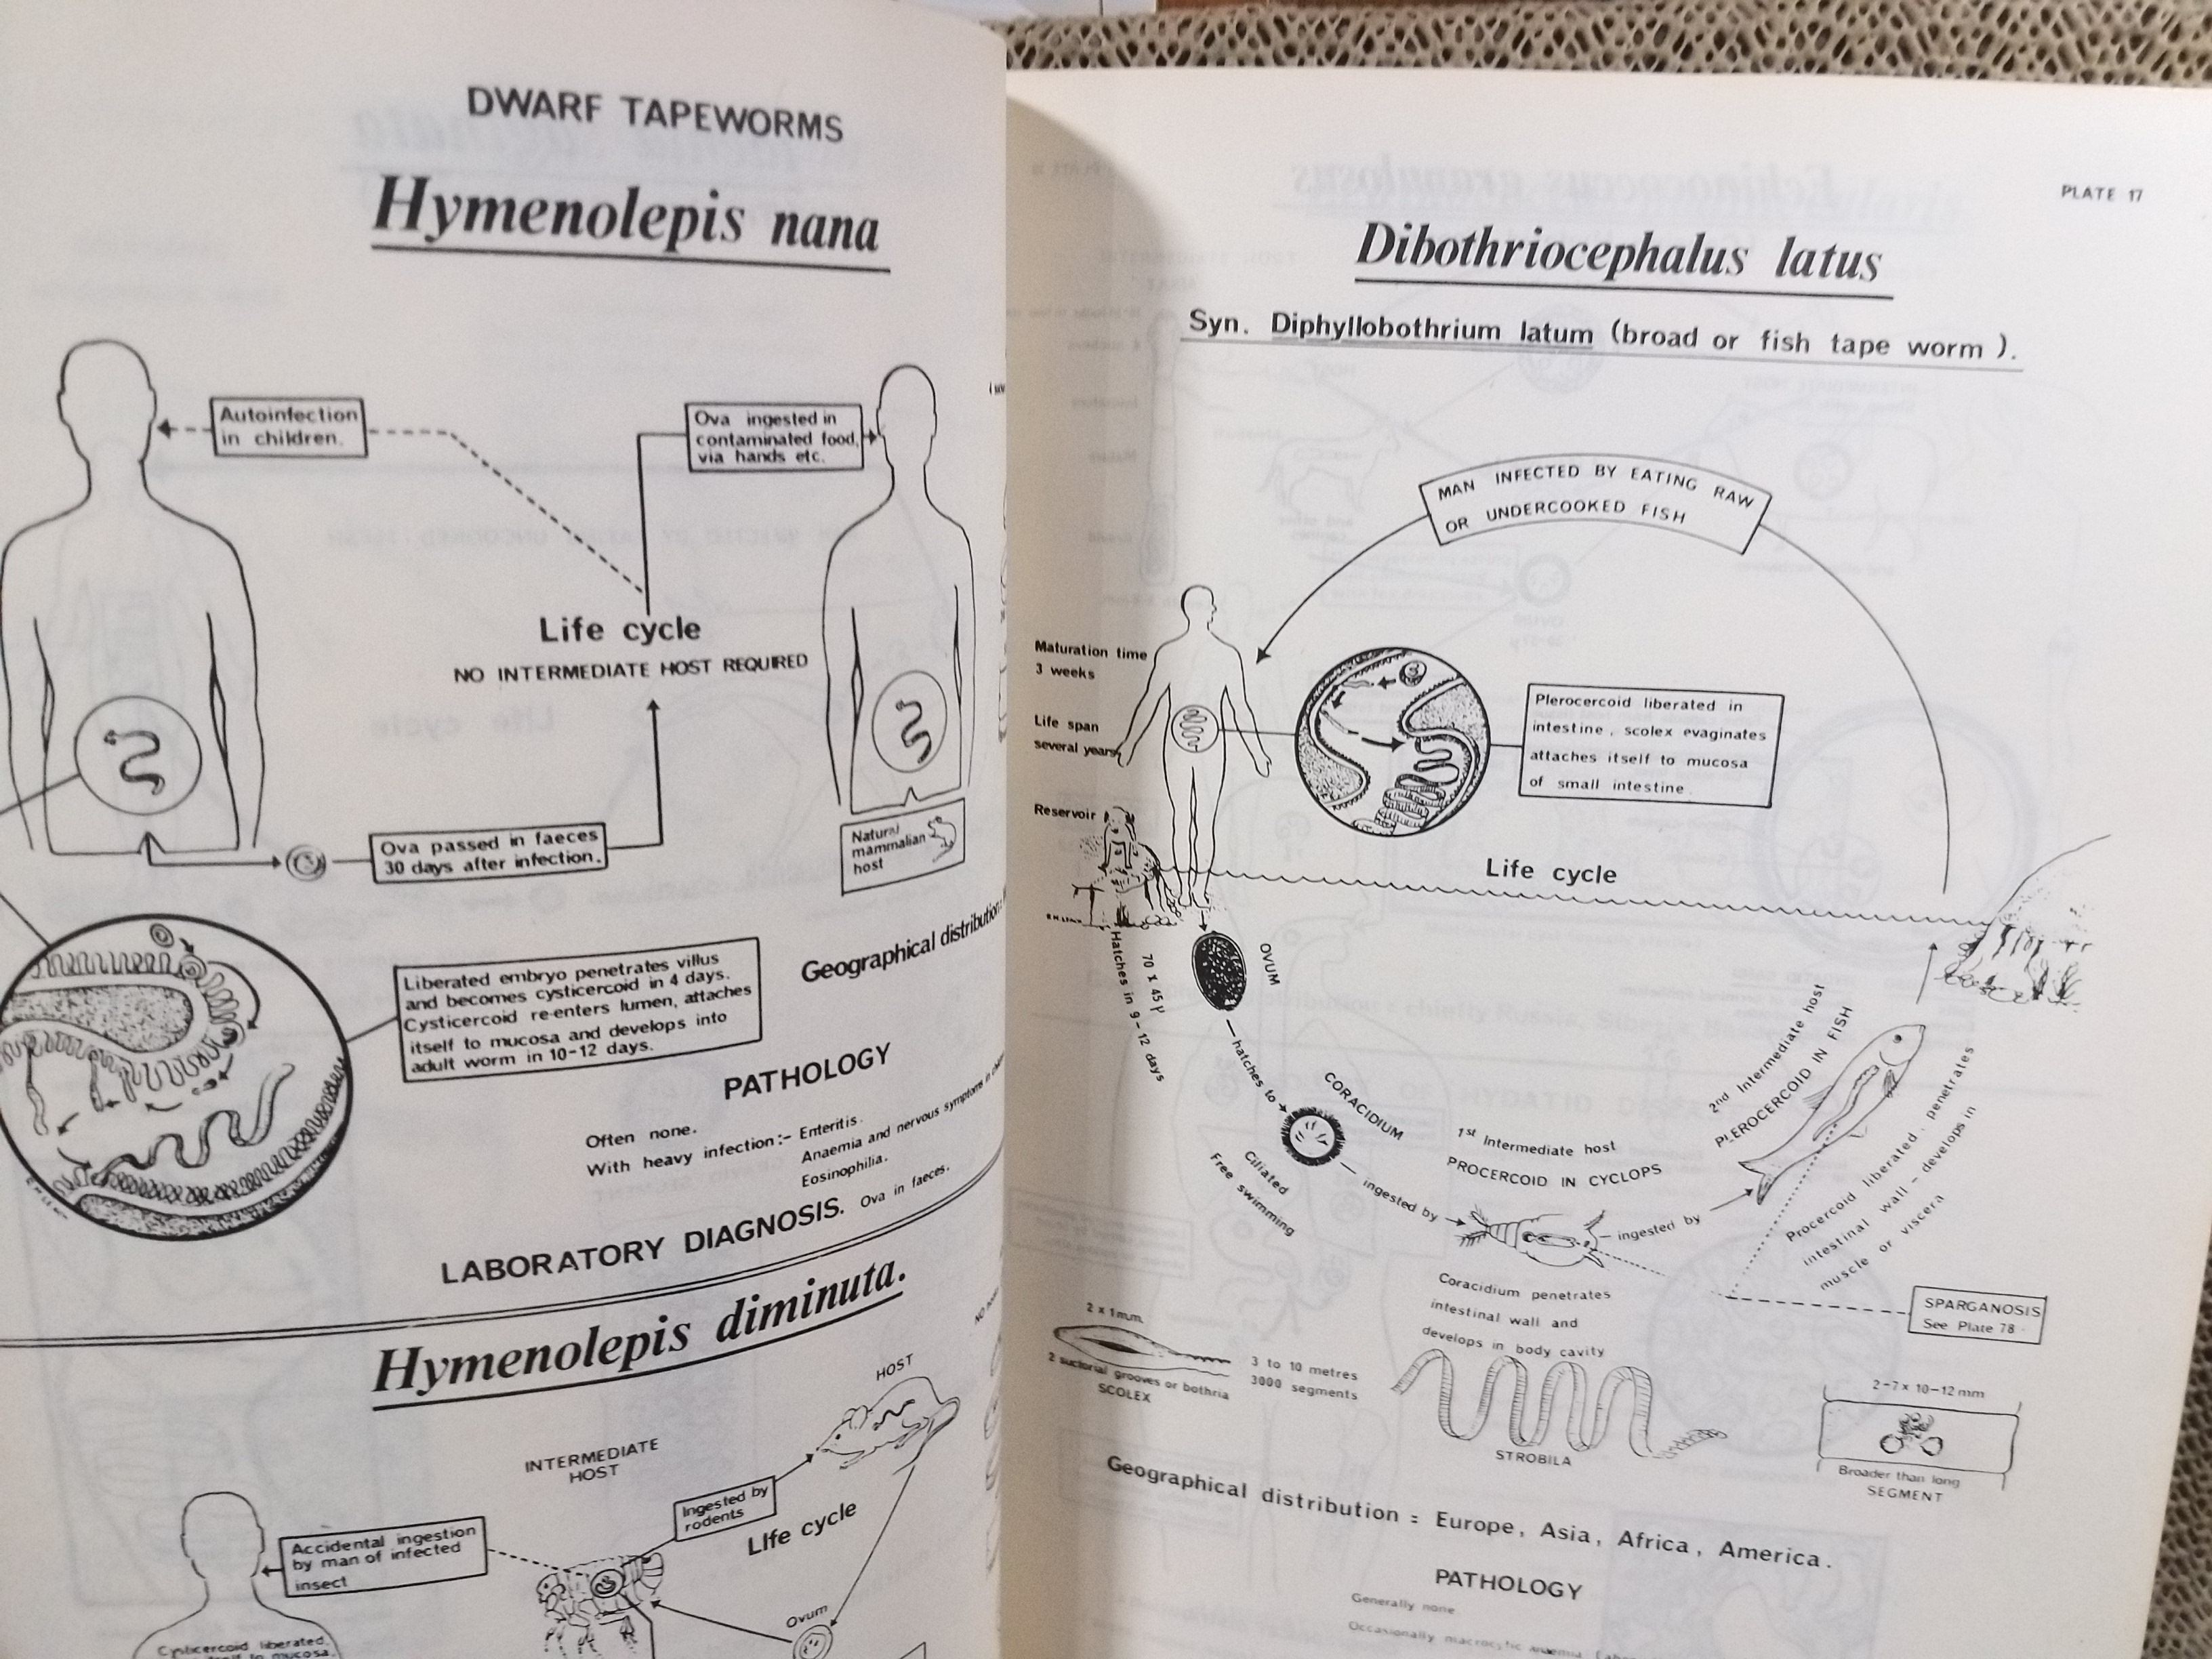 DWARF TAPEWORMS
Hymenolepis nana
Autoinfection
in children.
Ova ingested in
contaminated food,
via hands etc.
Life cycle
NO INTERMEDIATE HOST REQUIRED
Ova passed in faeces
30 days after infection.
Natural
mammalian
host
Geographical distribution:
Liberated embryo penetrates villus
and becomes cysticercoid in 4 days.
Cysticercoid re-enters lumen, attaches
itself to mucosa and develops into
adult worm in 10-12 days.
PATHOLOGY
Often none.
With heavy infection:- Enteritis.
Anaemia and nervous symptoms in
Eosinophilia.
LABORATORY DIAGNOSIS. Ova in faeces.
Hymenolepis diminuta.
HOST
INTERMEDIATE
HOST
Ingested by
rodents
Life cycle
Accidental ingestion
by man of infected
insect
Ovum
Cysticercoid liberated,
to mucosa.
PLATE 17
Dibothriocephalus latus
Syn. Diphyllobothrium latum (broad or fish tape worm ).
MAN INFECTED BY EATING RAW
OR UNDERCOOKED FISH
Maturation time
3 weeks
Life span
several years
Reservoir
Plerocercoid liberated in
intestine, scolex evaginates
attaches itself to mucosa
of small intestine.
Life cycle
OVUM
70 x 45 µ
Hatches in 9-12 days
hatches to
CORACIDIUM
Ciliated
Free swimming
ingested by
1st Intermediate host
PROCERCOID IN CYCLOPS
ingested by
2nd Intermediate host
PLEROCERCOID IN FISH
Procercoid liberated, penetrates
intestinal wall - develops in
muscle or viscera
Coracidium penetrates
intestinal wall and
develops in body cavity
SPARGANOSIS
See Plate 78
2 x 1 mm.
2 suctorial grooves or bothria
SCOLEX
3 to 10 metres
3000 segments
STROBILA
2-7 x 10-12 mm
Broader than long
SEGMENT
Geographical distribution = Europe, Asia, Africa, America.
PATHOLOGY
Generally none
Occasionally macrocytic anaemia